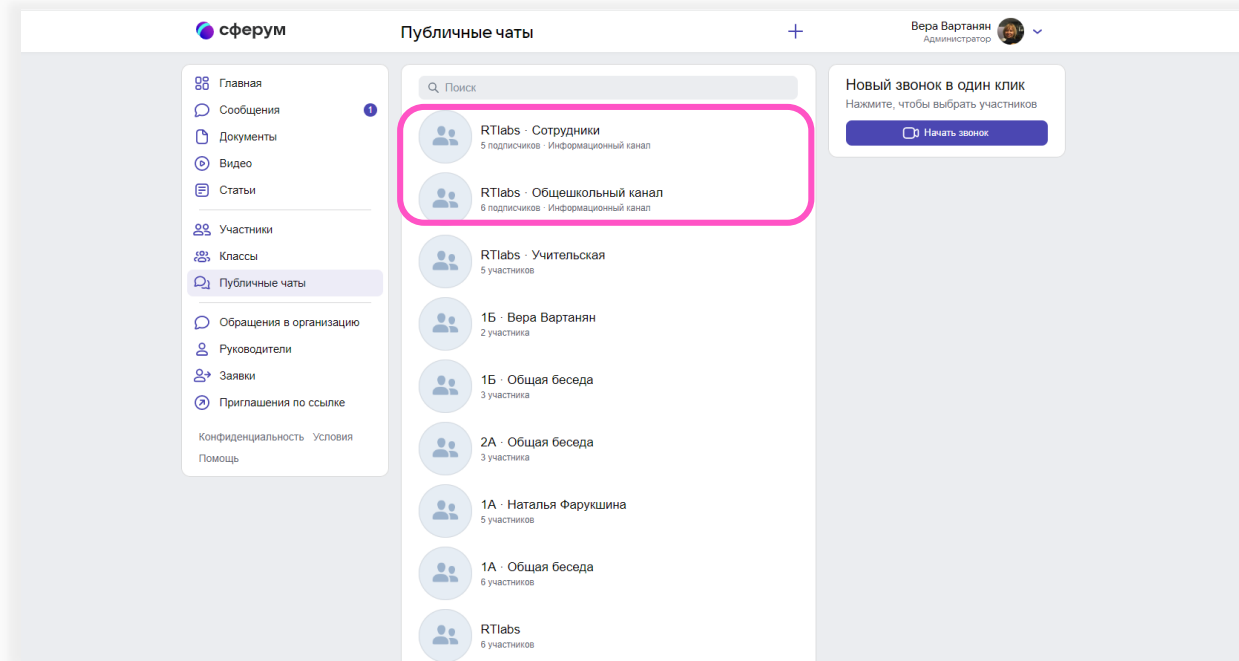 сферум
Публичные чаты
Вера Вартанян
Администратор
Главная
Сообщения 1
Документы
Видео
Статьи
Участники
Классы
Публичные чаты
Обращения в организацию
Руководители
Заявки
Приглашения по ссылке
Конфиденциальность Условия
Помощь
Поиск
RTlabs · Сотрудники
5 подписчиков · Информационный канал
RTlabs · Общешкольный канал
6 подписчиков · Информационный канал
RTlabs · Учительская
5 участников
1Б · Вера Вартанян
2 участника
1Б · Общая беседа
3 участника
2А · Общая беседа
3 участника
1А · Наталья Фарукшина
5 участников
1А · Общая беседа
6 участников
RTlabs
6 участников
Новый звонок в один клик
Нажмите, чтобы выбрать участников
Начать звонок